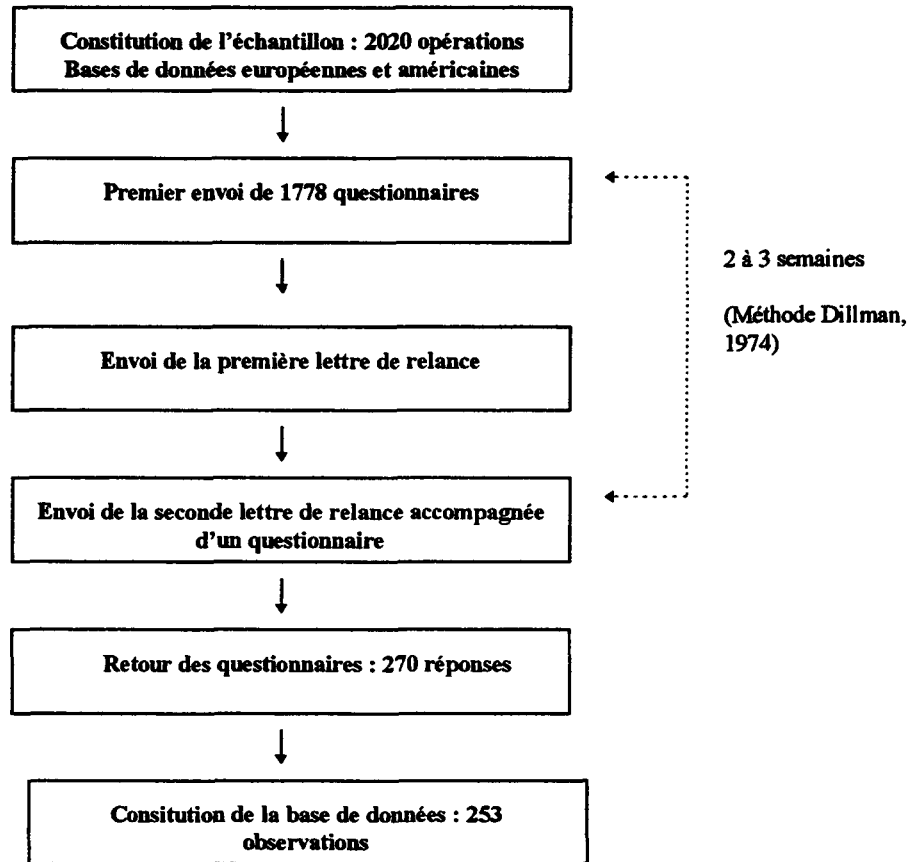 Constitution de l'échantillon : 2020 opérations
Bases de données européennes et américaines
Premier envoi de 1778 questionnaires
2 à 3 semaines
(Méthode Dillman,
1974)
Envoi de la première lettre de relance
Envoi de la seconde lettre de relance accompagnée
d'un questionnaire
Retour des questionnaires : 270 réponses
Consitution de la base de données : 253
observations